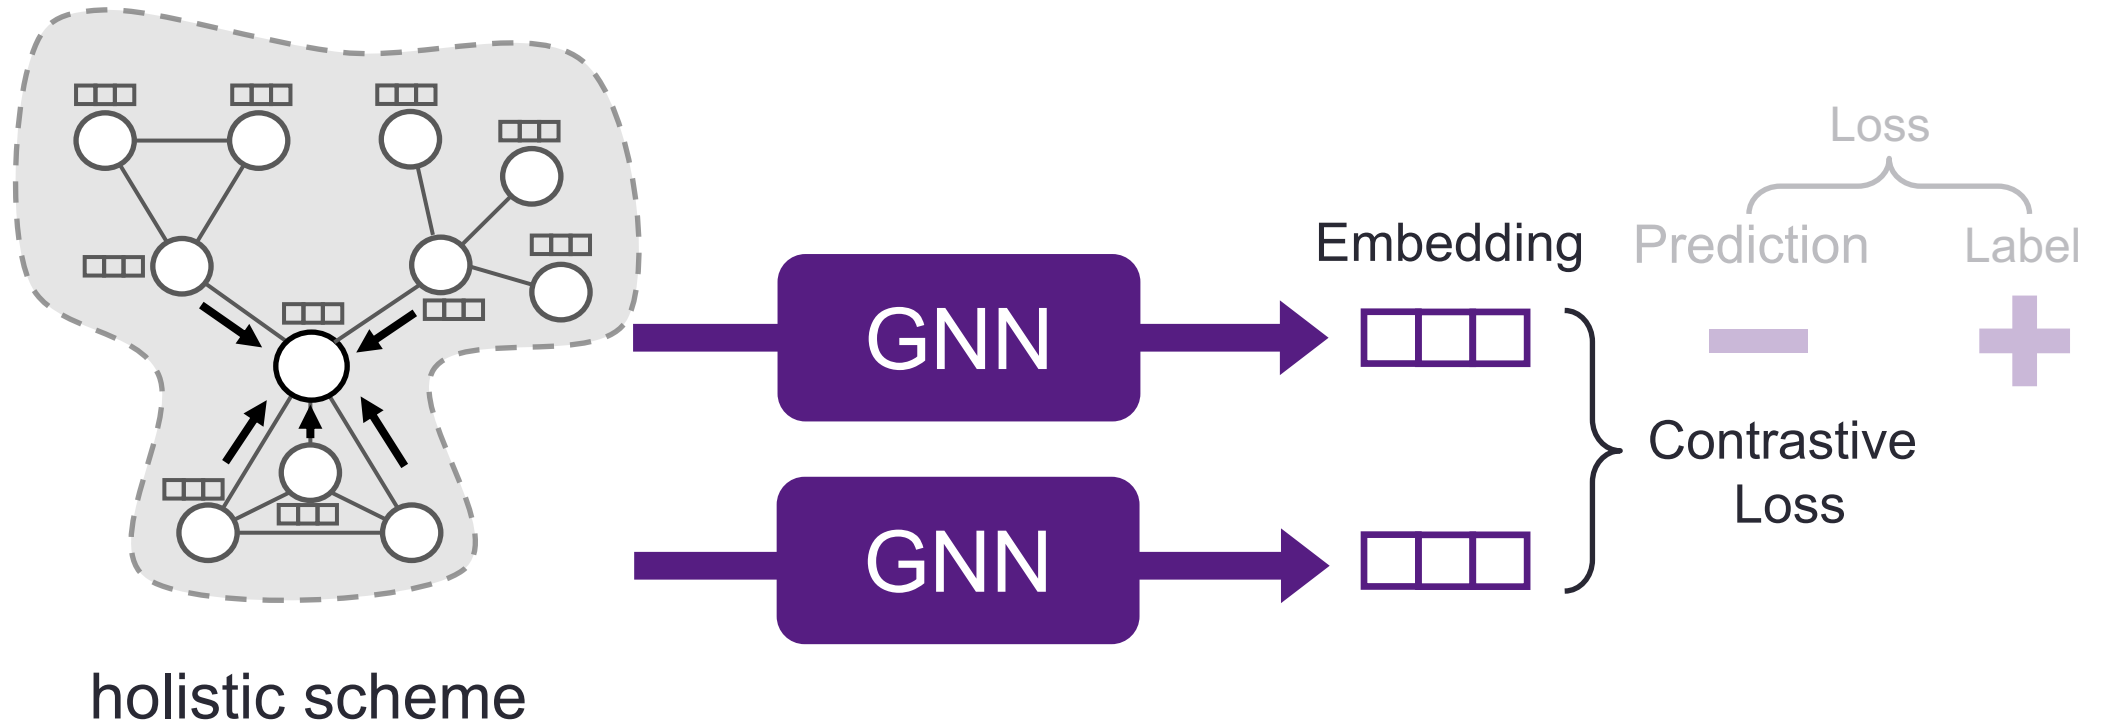 Loss
Embedding
Prediction
Label
GNN
Contrastive
Loss
GNN
holistic scheme